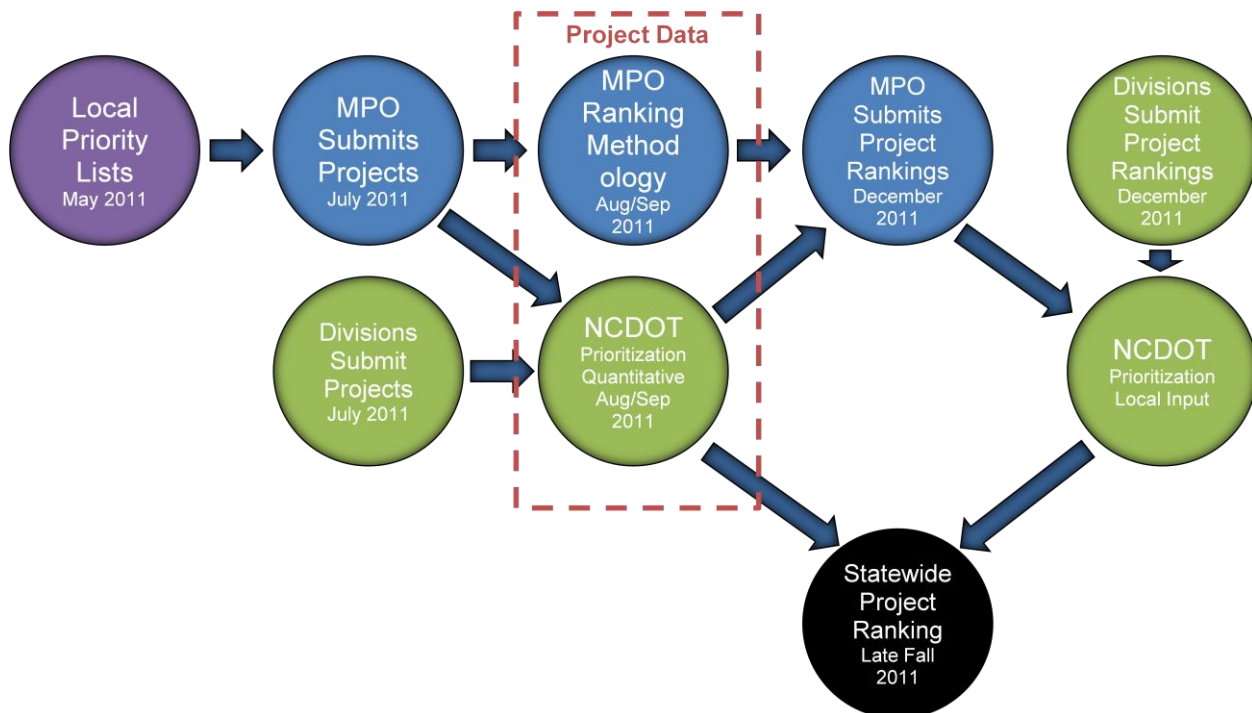 Project Data
Local
Priority
Lists
May 2011
MPO
Submits
Projects
July 2011
MPO
Ranking
Method
ology
Aug/Sep
2011
MPO
Submits
Project
Rankings
December
2011
Divisions
Submit
Project
Rankings
December
2011
Divisions
Submit
Projects
July 2011
NCDOT
Prioritization
Quantitative
Aug/Sep
2011
NCDOT
Prioritization
Local Input
Statewide
Project
Ranking
Late Fall
2011